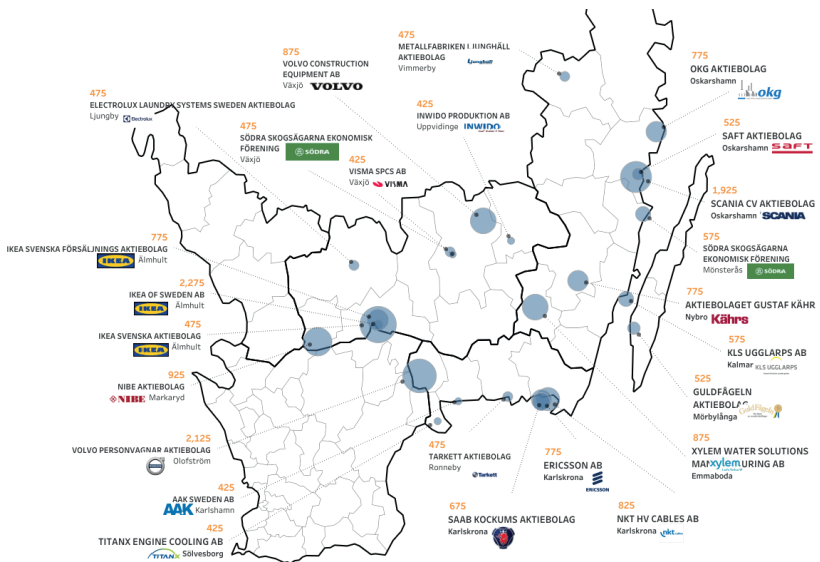 475
METALLFABRIKEN LJUNGHÄLL
AKTIEBOLAG
Vimmerby
Ljunghäll
875
VOLVO CONSTRUCTION
EQUIPMENT AB
Växjö VOLVO
775
OKG AKTIEBOLAG
Oskarshamn
okg
475
ELECTROLUX LAUNDRY SYSTEMS SWEDEN AKTIEBOLAG
Ljungby Electrolux
425
INWIDO PRODUKTION AB
Uppvidinge INWIDO
475
SÖDRA SKOGSÄGARNA EKONOMISK
FÖRENING
Växjö
SÖDRA
525
SAFT AKTIEBOLAG
Oskarshamn SAFT
425
VISMA SPCS AB
Växjö VISMA
1,925
SCANIA CV AKTIEBOLAG
Oskarshamn SCANIA
575
SÖDRA SKOGSÄGARNA
EKONOMISK FÖRENING
Mönsterås SÖDRA
775
IKEA SVENSKA FÖRSÄLJNINGS AKTIEBOLAG
IKEA Älmhult
2,275
IKEA OF SWEDEN AB
IKEA Älmhult
475
IKEA SVENSKA AKTIEBOLAG
IKEA Älmhult
775
AKTIEBOLAGET GUSTAF KÄHR
Nybro Kährs
575
KLS UGGLARPS AB
Kalmar KLS UGGLARPS
925
NIBE AKTIEBOLAG
NIBE Markaryd
525
GULDFÅGELN
AKTIEBOLAG
Mörbylånga
GuldFågeln
2,125
VOLVO PERSONVAGNAR AKTIEBOLAG
Olofström
475
TARKETT AKTIEBOLAG
Ronneby
Tarkett
775
ERICSSON AB
Karlskrona
ERICSSON
875
XYLEM WATER SOLUTIONS
MANUFACTURING AB
xylem
Emmaboda
425
AAK SWEDEN AB
AAK Karlshamn
675
SAAB KOCKUMS AKTIEBOLAG
Karlskrona
825
NKT HV CABLES AB
Karlskrona nkt cables
425
TITANX ENGINE COOLING AB
TITANX Sölvesborg